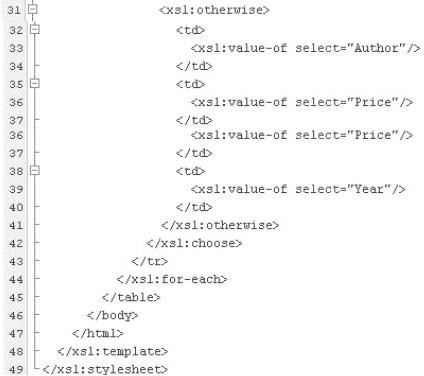 31 <xsl:otherwise>
32 <td>
33 <xsl:value-of select="Author"/>
34 </td>
35 <td>
36 <xsl:value-of select="Price"/>
37 </td>
36 <xsl:value-of select="Price"/>
37 </td>
38 <td>
39 <xsl:value-of select="Year"/>
40 </td>
41 </xsl:otherwise>
42 </xsl:choose>
43 </tr>
44 </xsl:for-each>
45 </table>
46 </body>
47 </html>
48 </xsl:template>
49 </xsl:stylesheet>